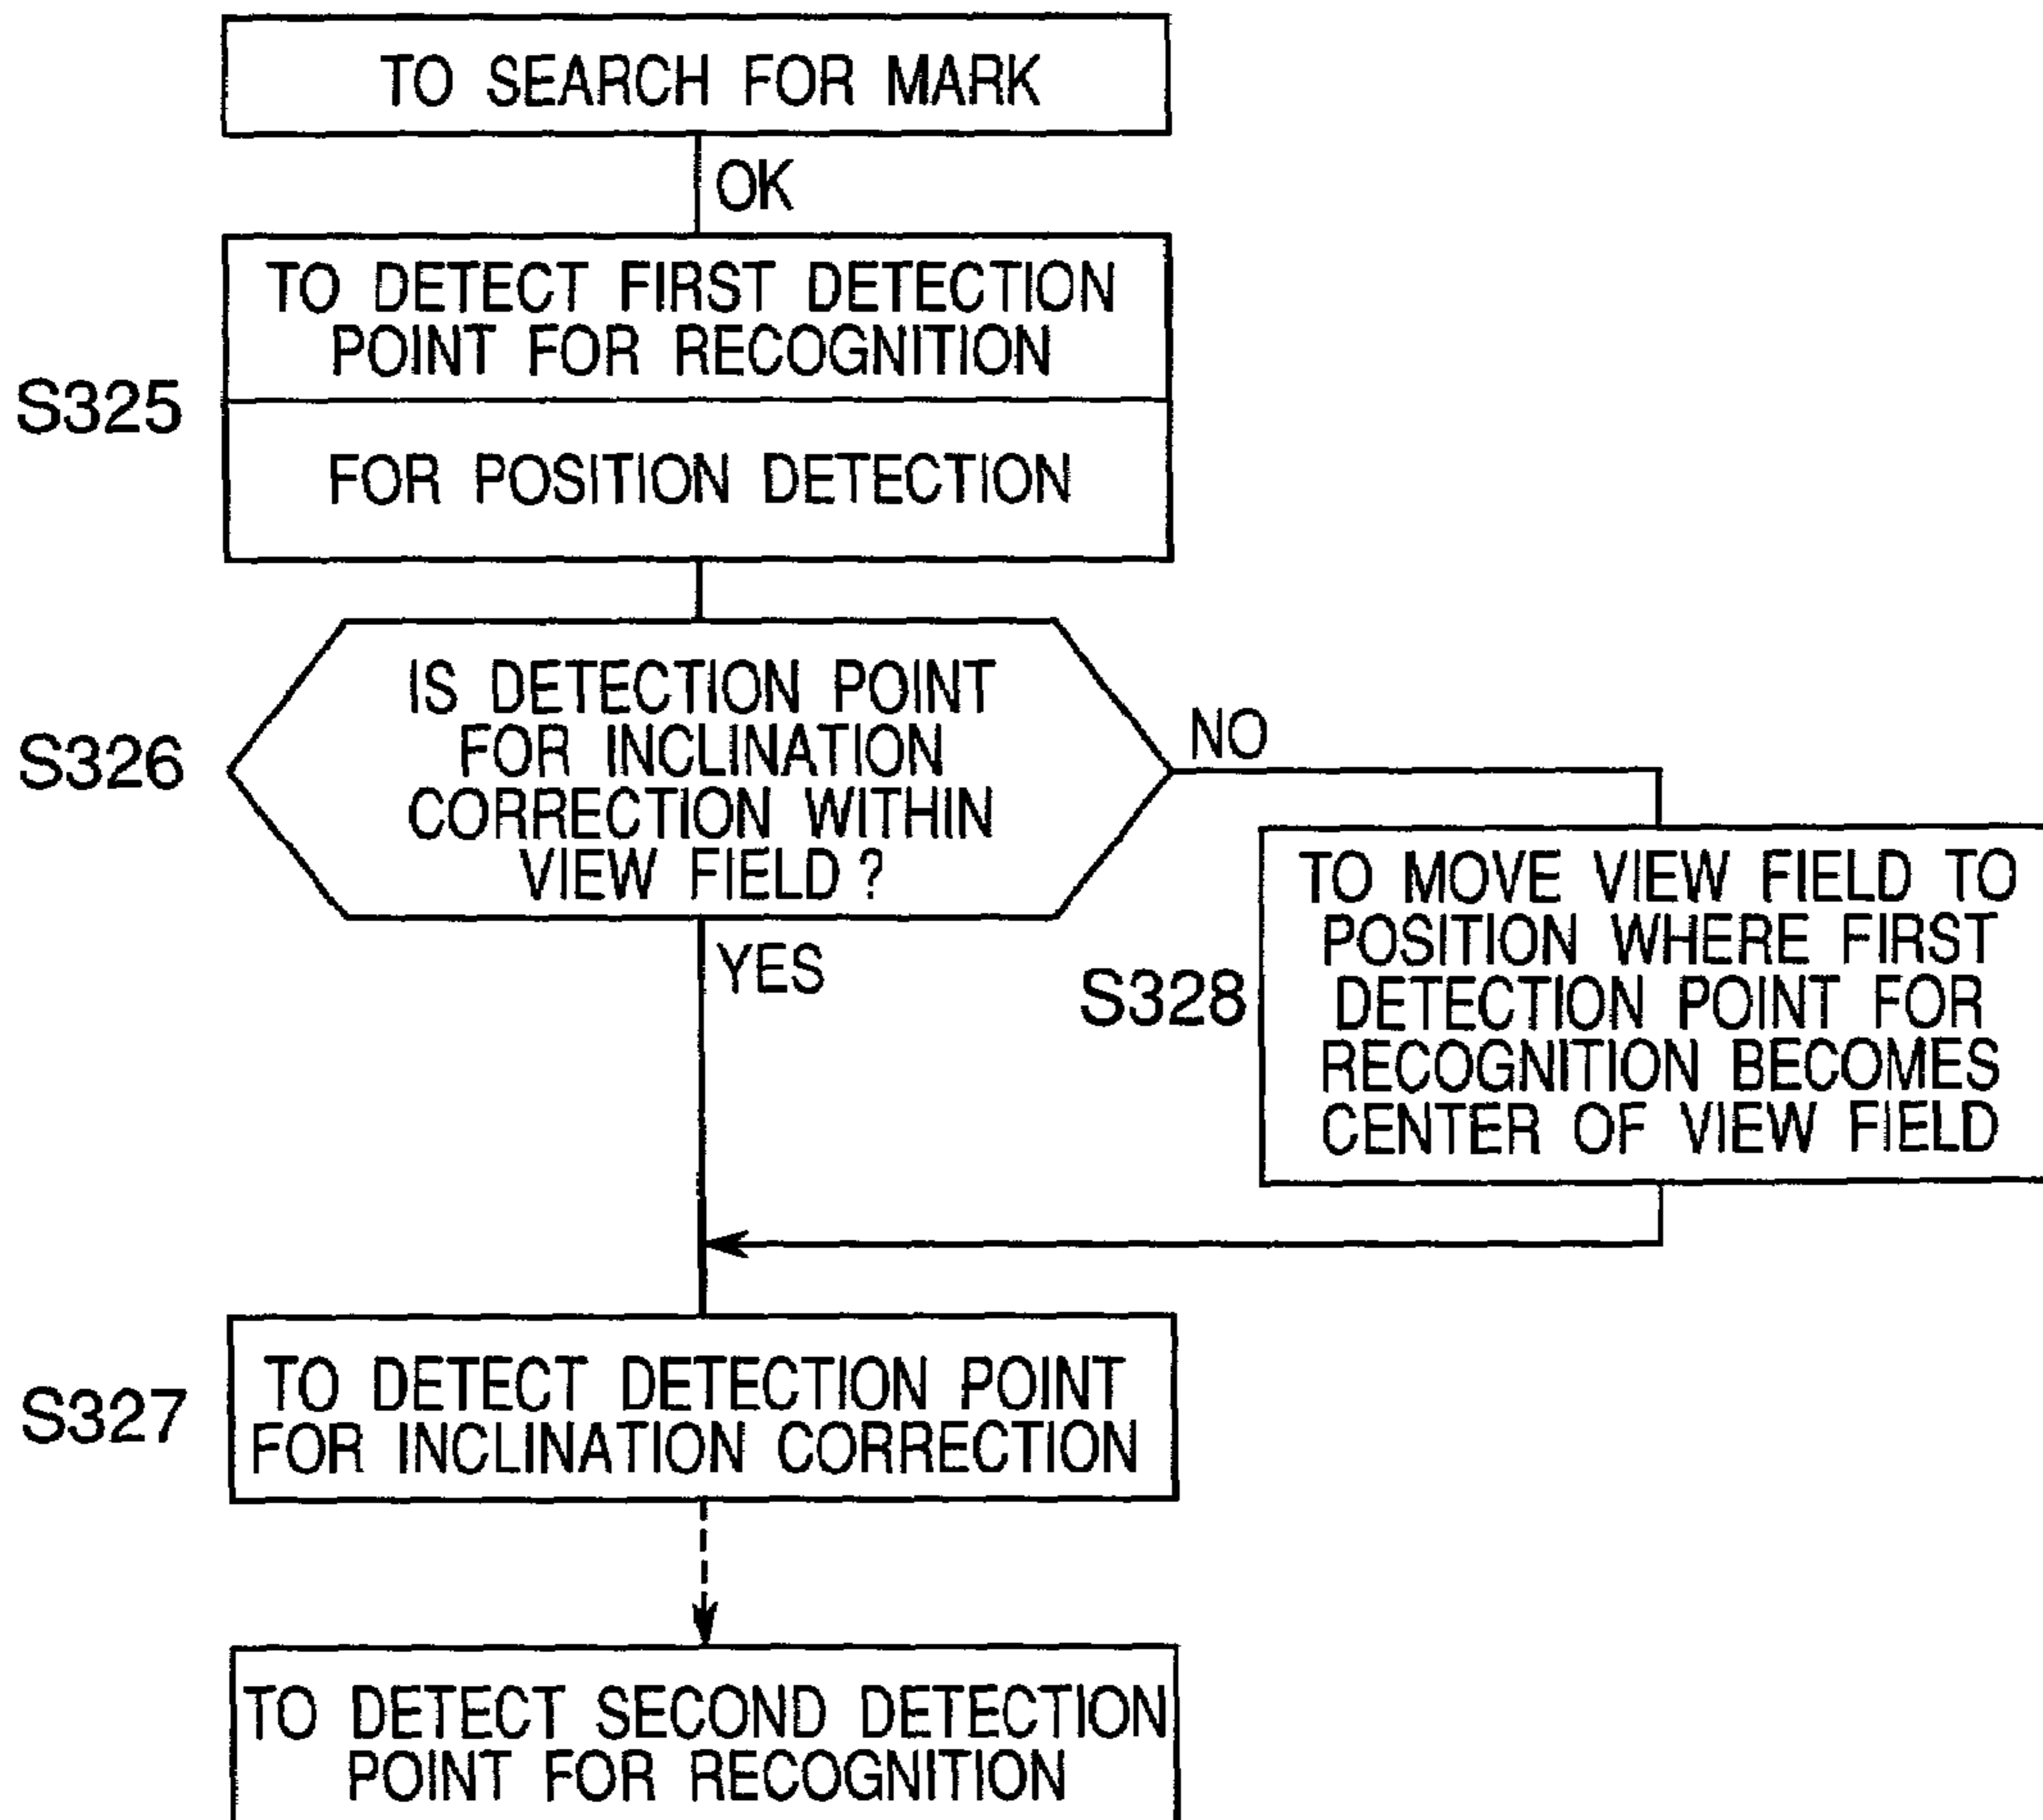 TO SEARCH FOR MARK
OK
TO DETECT FIRST DETECTION
POINT FOR RECOGNITION
S325
FOR POSITION DETECTION
IS DETECTION POINT
FOR INCLINATION
CORRECTION WITHIN
VIEW FIELD ?
S326
NO
YES
TO MOVE VIEW FIELD TO
POSITION WHERE FIRST
DETECTION POINT FOR
RECOGNITION BECOMES
CENTER OF VIEW FIELD
S328
TO DETECT DETECTION POINT
FOR INCLINATION CORRECTION
S327
TO DETECT SECOND DETECTION
POINT FOR RECOGNITION